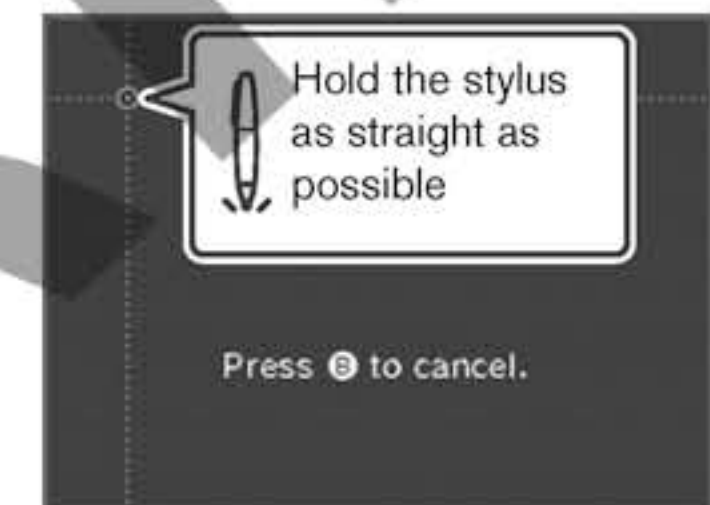 Hold the stylus
as straight as
possible
Press Ⓑ to cancel.